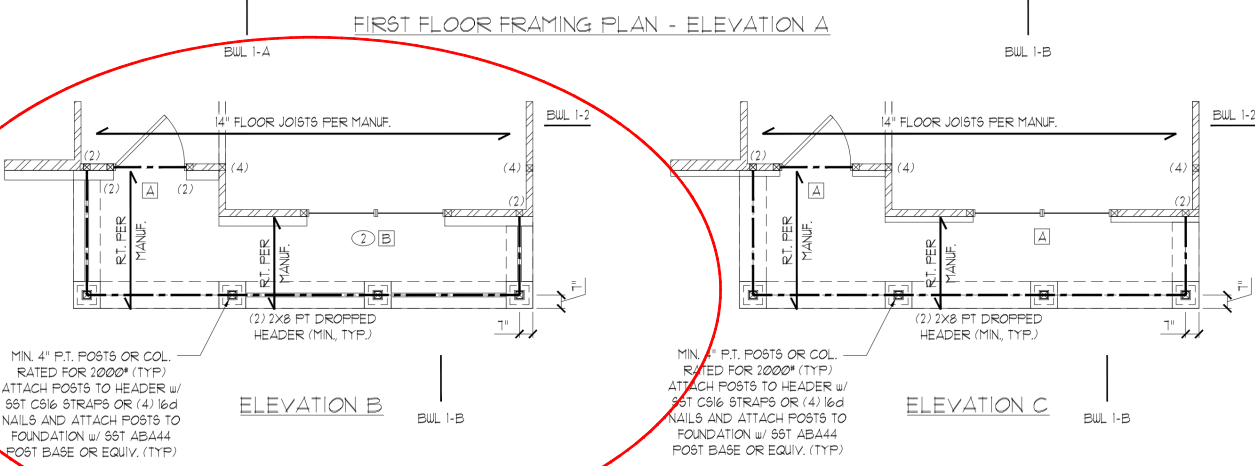 FIRST FLOOR FRAMING PLAN - ELEVATION A
BWL 1-A
BWL 1-B
14" FLOOR JOISTS PER MANUF.
BWL 1-2
(2)
(2)
(2)
(4)
(4)
(2)
A
R.T. PER
MANUF.
R.T. PER
MANUF.
2
B
(2) 2X8 PT DROPPED
HEADER (MIN., TYP.)
7"
7"
MIN. 4" P.T. POSTS OR COL.
RATED FOR 2000# (TYP)
ATTACH POSTS TO HEADER w/
SST CS16 STRAPS OR (4) 16d
NAILS AND ATTACH POSTS TO
FOUNDATION w/ SST ABA44
POST BASE OR EQUIV. (TYP)
ELEVATION B
BWL 1-B
14" FLOOR JOISTS PER MANUF.
BWL 1-2
(2)
(4)
(4)
(2)
A
R.T. PER
MANUF.
R.T. PER
MANUF.
A
(2) 2X8 PT DROPPED
HEADER (MIN., TYP.)
7"
7"
MIN. 4" P.T. POSTS OR COL.
RATED FOR 2000# (TYP)
ATTACH POSTS TO HEADER w/
SST CS16 STRAPS OR (4) 16d
NAILS AND ATTACH POSTS TO
FOUNDATION w/ SST ABA44
POST BASE OR EQUIV. (TYP)
ELEVATION C
BWL 1-B